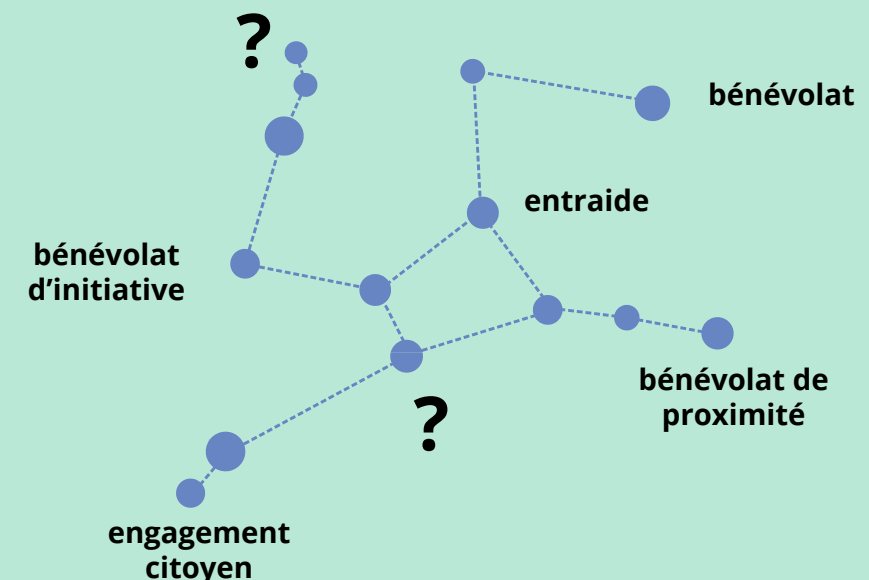 ?
bénévolat
entraide
bénévolat
d’initiative
bénévolat de
proximité
?
engagement
citoyen